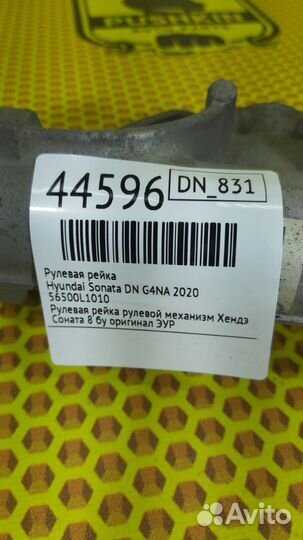 PUSHKIN
44596
DN_831
Рулевая рейка
Hyundai Sonata DN G4NA 2020
56500L1010
Рулевая рейка рулевой механизм Хендэ
Соната 8 бу оригинал ЭУР
Avito